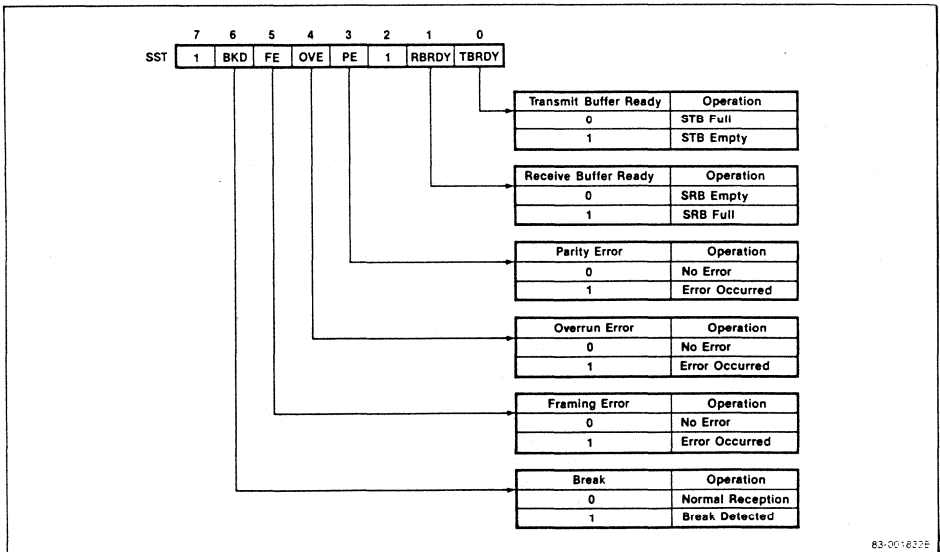 7 6 5 4 3 2 1 0
SST 1 BKD FE OVE PE 1 RBRDY TBRDY
Transmit Buffer Ready Operation
0 STB Full
1 STB Empty
Receive Buffer Ready Operation
0 SRB Empty
1 SRB Full
Parity Error Operation
0 No Error
1 Error Occurred
Overrun Error Operation
0 No Error
1 Error Occurred
Framing Error Operation
0 No Error
1 Error Occurred
Break Operation
0 Normal Reception
1 Break Detected
83-001832B